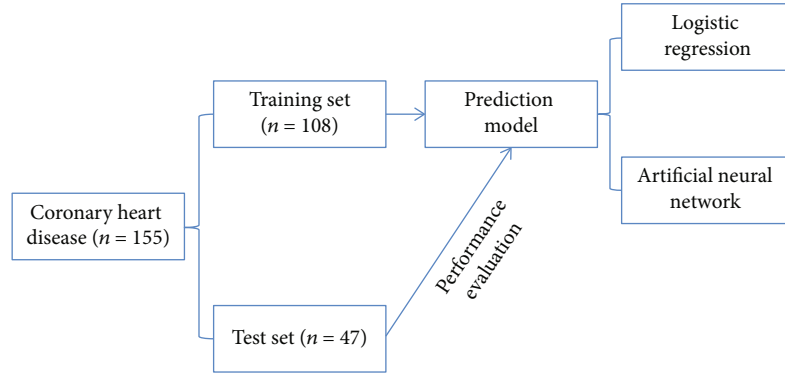 Coronary heart
disease (n = 155)
Training set
(n = 108)
Test set (n = 47)
Performance
evaluation
Prediction
model
Logistic
regression
Artificial neural
network